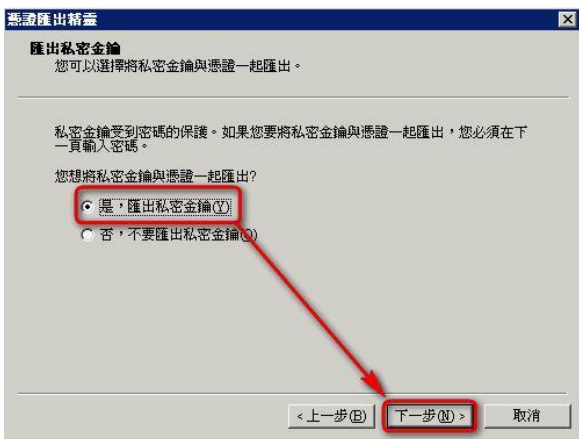 憑證匯出精靈
匯出私密金鑰
您可以選擇將私密金鑰與憑證一起匯出。
私密金鑰受到密碼的保護。如果您要將私密金鑰與憑證一起匯出，您必須在下
一頁輸入密碼。
您想將私密金鑰與憑證一起匯出?
是，匯出私密金鑰(Y)
否，不要匯出私密金鑰(O)
<上一步(B)
下一步(N)>
取消